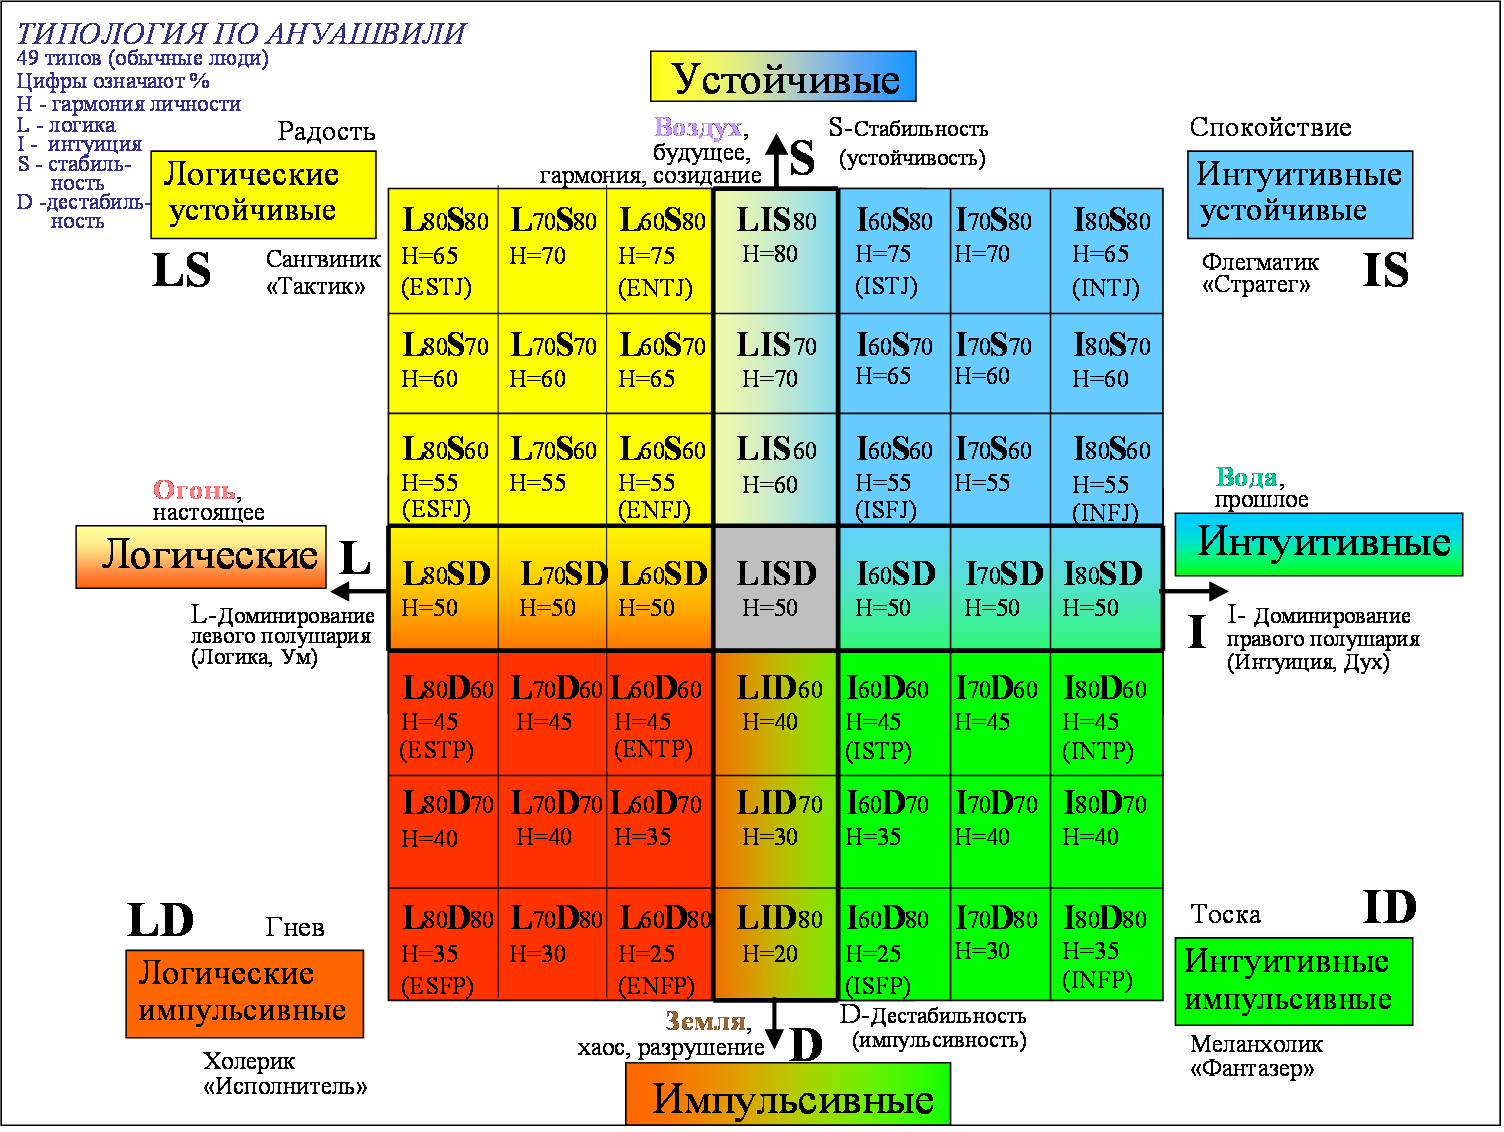 ТИПОЛОГИЯ ПО АНУАШВИЛИ
49 типов (обычные люди)
Цифры означают %
H - гармония личности
L - логика
I - интуиция
S - стабиль-
ность
D -дестабиль-
ность
Устойчивые
Воздух,
будущее,
гармония, созидание
S
S-Стабильность
(устойчивость)
Радость
Логические
устойчивые
LS
Сангвиник
«Тактик»
Спокойствие
Интуитивные
устойчивые
Флегматик
«Стратег»
IS
L80S80 L70S80 L60S80 LIS80 I60S80 I70S80 I80S80
H=65 H=70 H=75 H=80 H=75 H=70 H=65
(ESTJ) (ENTJ) (ISTJ) (INTJ)
L80S70 L70S70 L60S70 LIS70 I60S70 I70S70 I80S70
H=60 H=60 H=65 H=70 H=65 H=60 H=60
L80S60 L70S60 L60S60 LIS60 I60S60 I70S60 I80S60
H=55 H=55 H=55 H=60 H=55 H=55 H=55
(ESFJ) (ENFJ) (ISFJ) (INFJ)
Огонь,
настоящее
Логические
L
L-Доминирование
левого полушария
(Логика, Ум)
L80SD L70SD L60SD LISD I60SD I70SD I80SD
H=50 H=50 H=50 H=50 H=50 H=50 H=50
Вода,
прошлое
Интуитивные
I
I- Доминирование
правого полушария
(Интуиция, Дух)
L80D60 L70D60 L60D60 LID60 I60D60 I70D60 I80D60
H=45 H=45 H=45 H=40 H=45 H=45 H=45
(ESTP) (ENTP) (ISTP) (INTP)
L80D70 L70D70 L60D70 LID70 I60D70 I70D70 I80D70
H=40 H=40 H=35 H=30 H=35 H=40 H=40
L80D80 L70D80 L60D80 LID80 I60D80 I70D80 I80D80
H=35 H=30 H=25 H=20 H=25 H=30 H=35
(ESFP) (ENFP) (ISFP) (INFP)
LD
Гнев
Логические
импульсивные
Холерик
«Исполнитель»
Земля,
хаос, разрушение
D
D-Дестабильность
(импульсивность)
Импульсивные
Тоска
ID
Интуитивные
импульсивные
Меланхолик
«Фантазер»